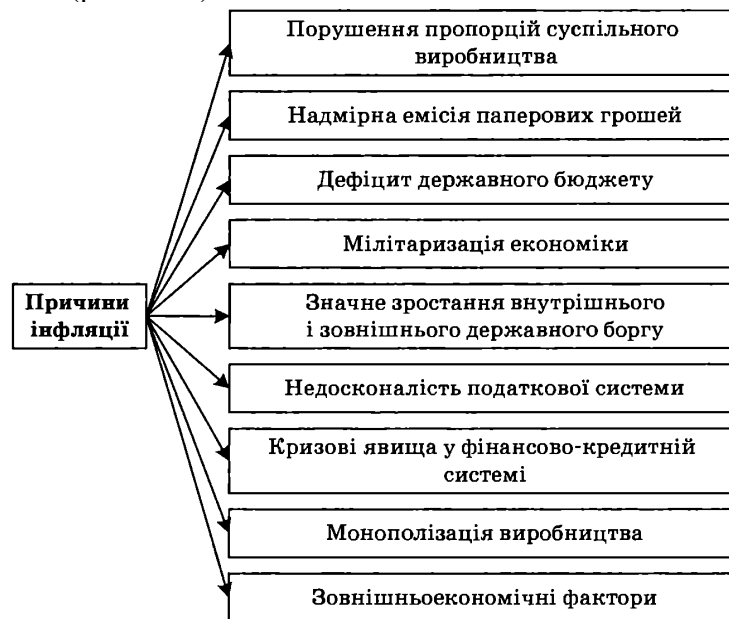 Порушення пропорцій суспільного
виробництва
Надмірна емісія паперових грошей
Дефіцит державного бюджету
Мілітаризація економіки
Причини
інфляції
Значне зростання внутрішнього
і зовнішнього державного боргу
Недосконалість податкової системи
Кризові явища у фінансово-кредитній
системі
Монополізація виробництва
Зовнішньоекономічні фактори